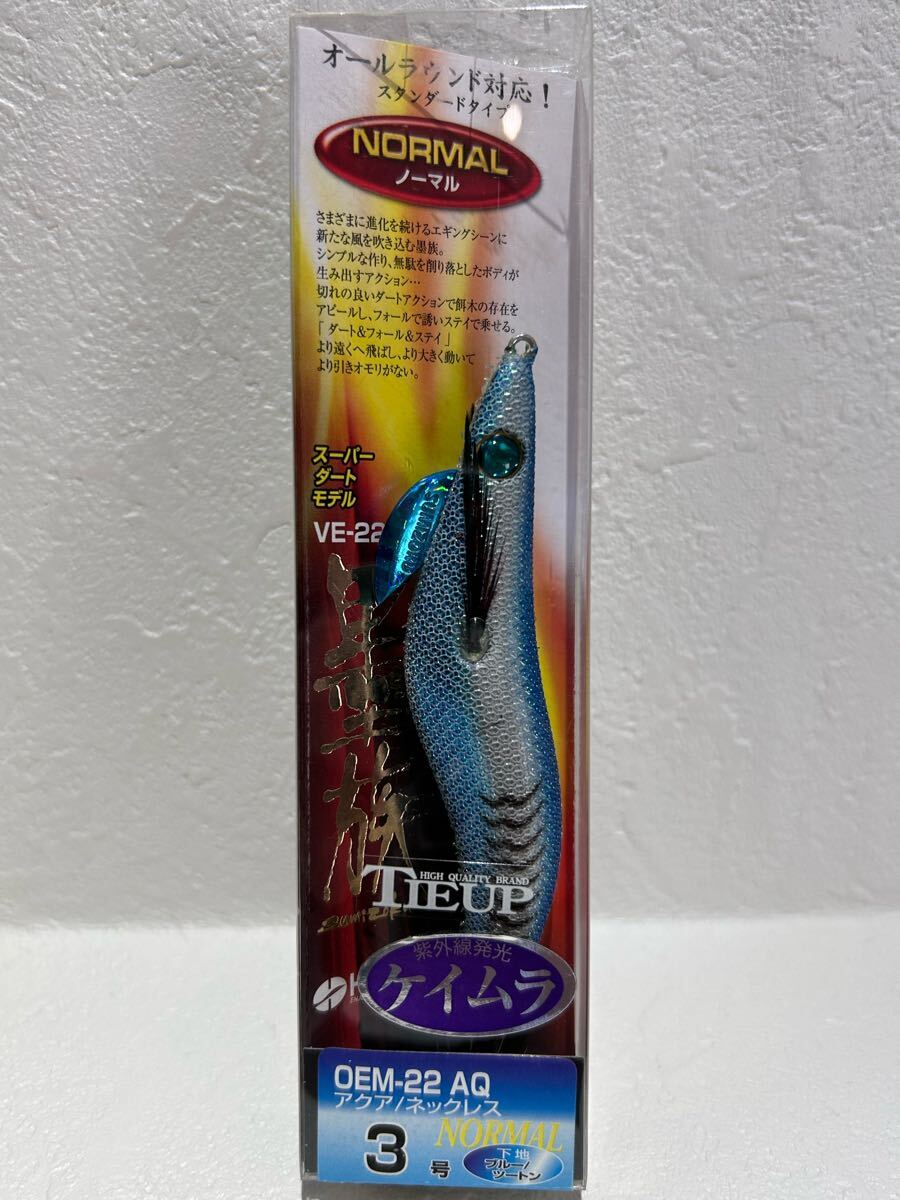 オールラウンド対応!
スタンダードタイプ
NORMAL
ノーマル
さまざまに進化を続けるエギングシーンに
新たな風を吹き込む墨族。
シンプルな作り、無駄を削り落としたボディが
生み出すアクション…
切れの良いダートアクションで餌木の存在を
アピールし、フォールで誘いステイで乗せる。
「ダート&フォール&ステイ」
より遠くへ飛ばし、より大きく動いて
より引きオモリがない。
スーパー
ダート
モデル
VE-22
墨族
HIGH QUALITY BRAND
TIEUP
紫外線発光
ケイムラ
OEM-22 AQ
アクア/ネックレス
NORMAL
3号
下地
ブルー/
ツートン